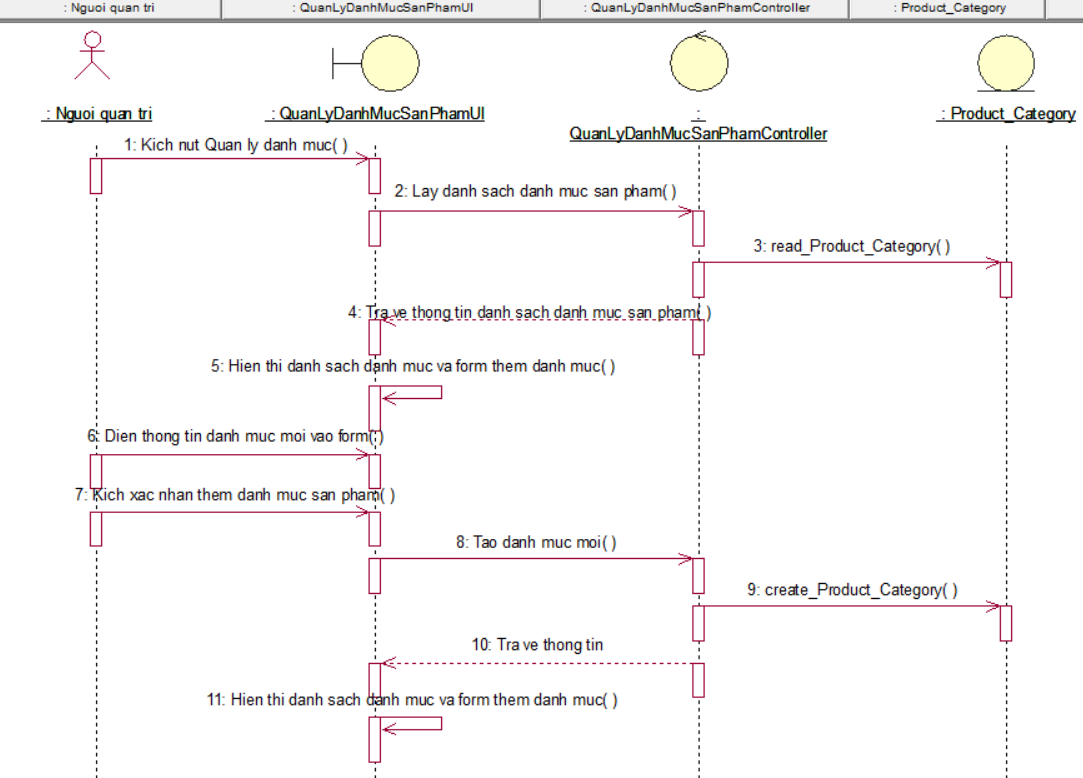 : Nguoi quan tri : QuanLyDanhMucSanPhamUI : QuanLyDanhMucSanPhamController : Product_Category
: Nguoi quan tri : QuanLyDanhMucSanPhamUI : : Product_Category
QuanLyDanhMucSanPhamController
1: Kich nut Quan ly danh muc( )
2: Lay danh sach danh muc san pham( )
3: read_Product_Category( )
4: Tra ve thong tin danh sach danh muc san pham( )
5: Hien thi danh sach danh muc va form them danh muc( )
6: Dien thong tin danh muc moi vao form( )
7: Kich xac nhan them danh muc san pham( )
8: Tao danh muc moi( )
9: create_Product_Category( )
10: Tra ve thong tin
11: Hien thi danh sach danh muc va form them danh muc( )